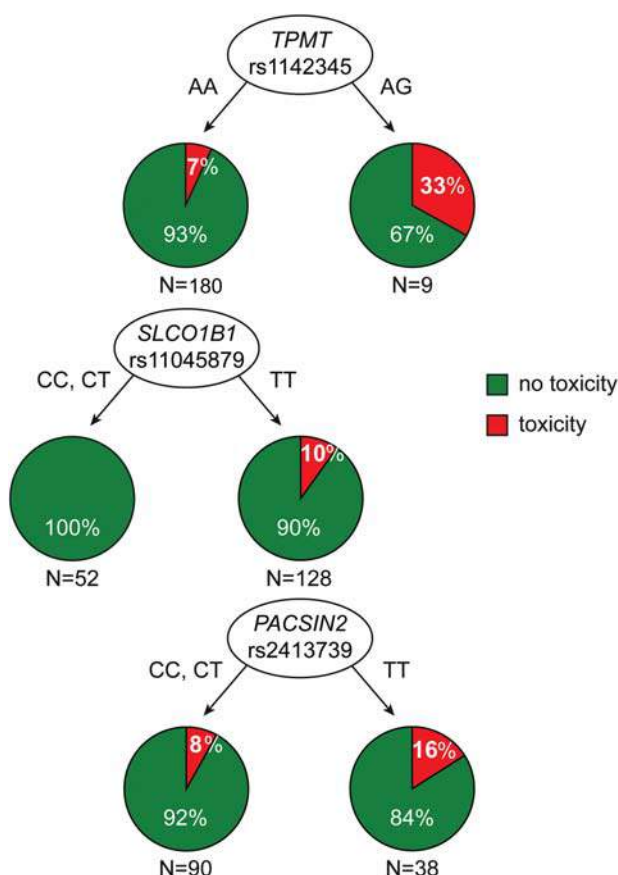 TPMT
rs1142345
AA AG
7% 33%
93% 67%
N=180 N=9
SLCO1B1
rs11045879
CC, CT TT
no toxicity
toxicity
10%
100% 90%
N=52 N=128
PACSIN2
rs2413739
CC, CT TT
8% 16%
92% 84%
N=90 N=38